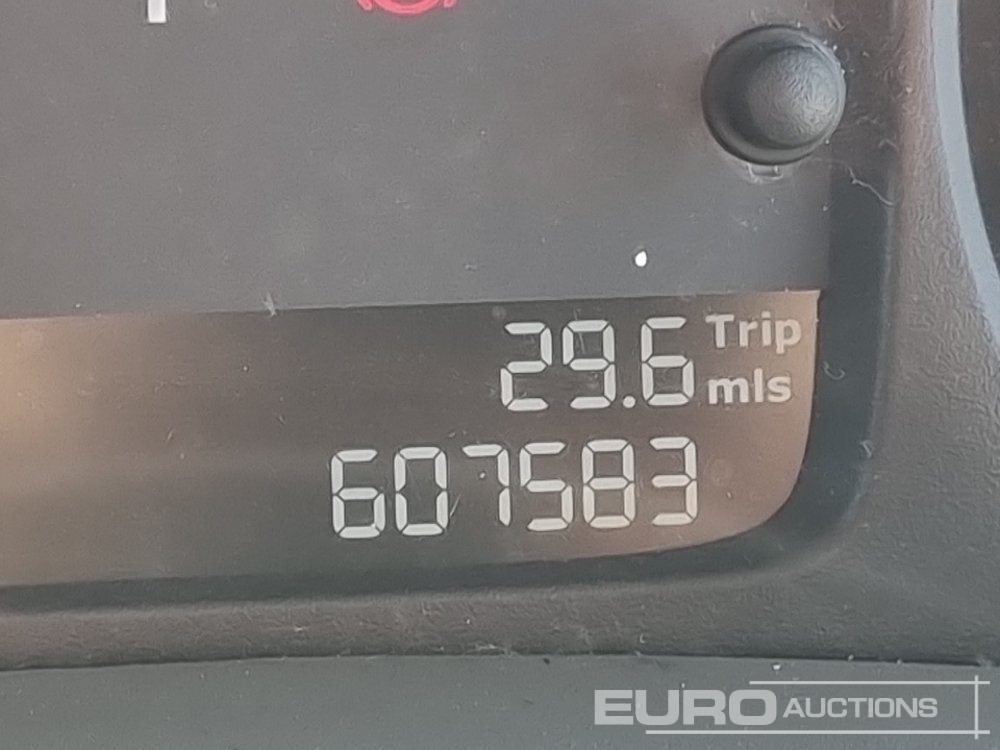 29.6 Trip
mls
607583
EURO AUCTIONS